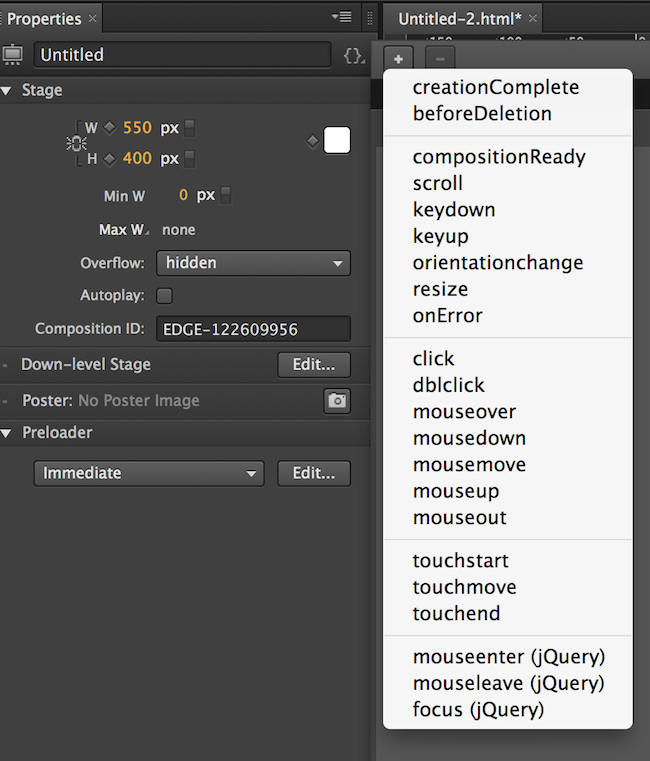 Properties ×
Untitled-2.html* ×
Untitled
{}
+
−
Stage
W 550 px
H 400 px
Min W 0 px
Max W none
Overflow: hidden
Autoplay:
Composition ID: EDGE-122609956
Down-level Stage Edit...
Poster: No Poster Image
Preloader
Immediate Edit...
creationComplete
beforeDeletion
compositionReady
scroll
keydown
keyup
orientationchange
resize
onError
click
dblclick
mouseover
mousedown
mousemove
mouseup
mouseout
touchstart
touchmove
touchend
mouseenter (jQuery)
mouseleave (jQuery)
focus (jQuery)